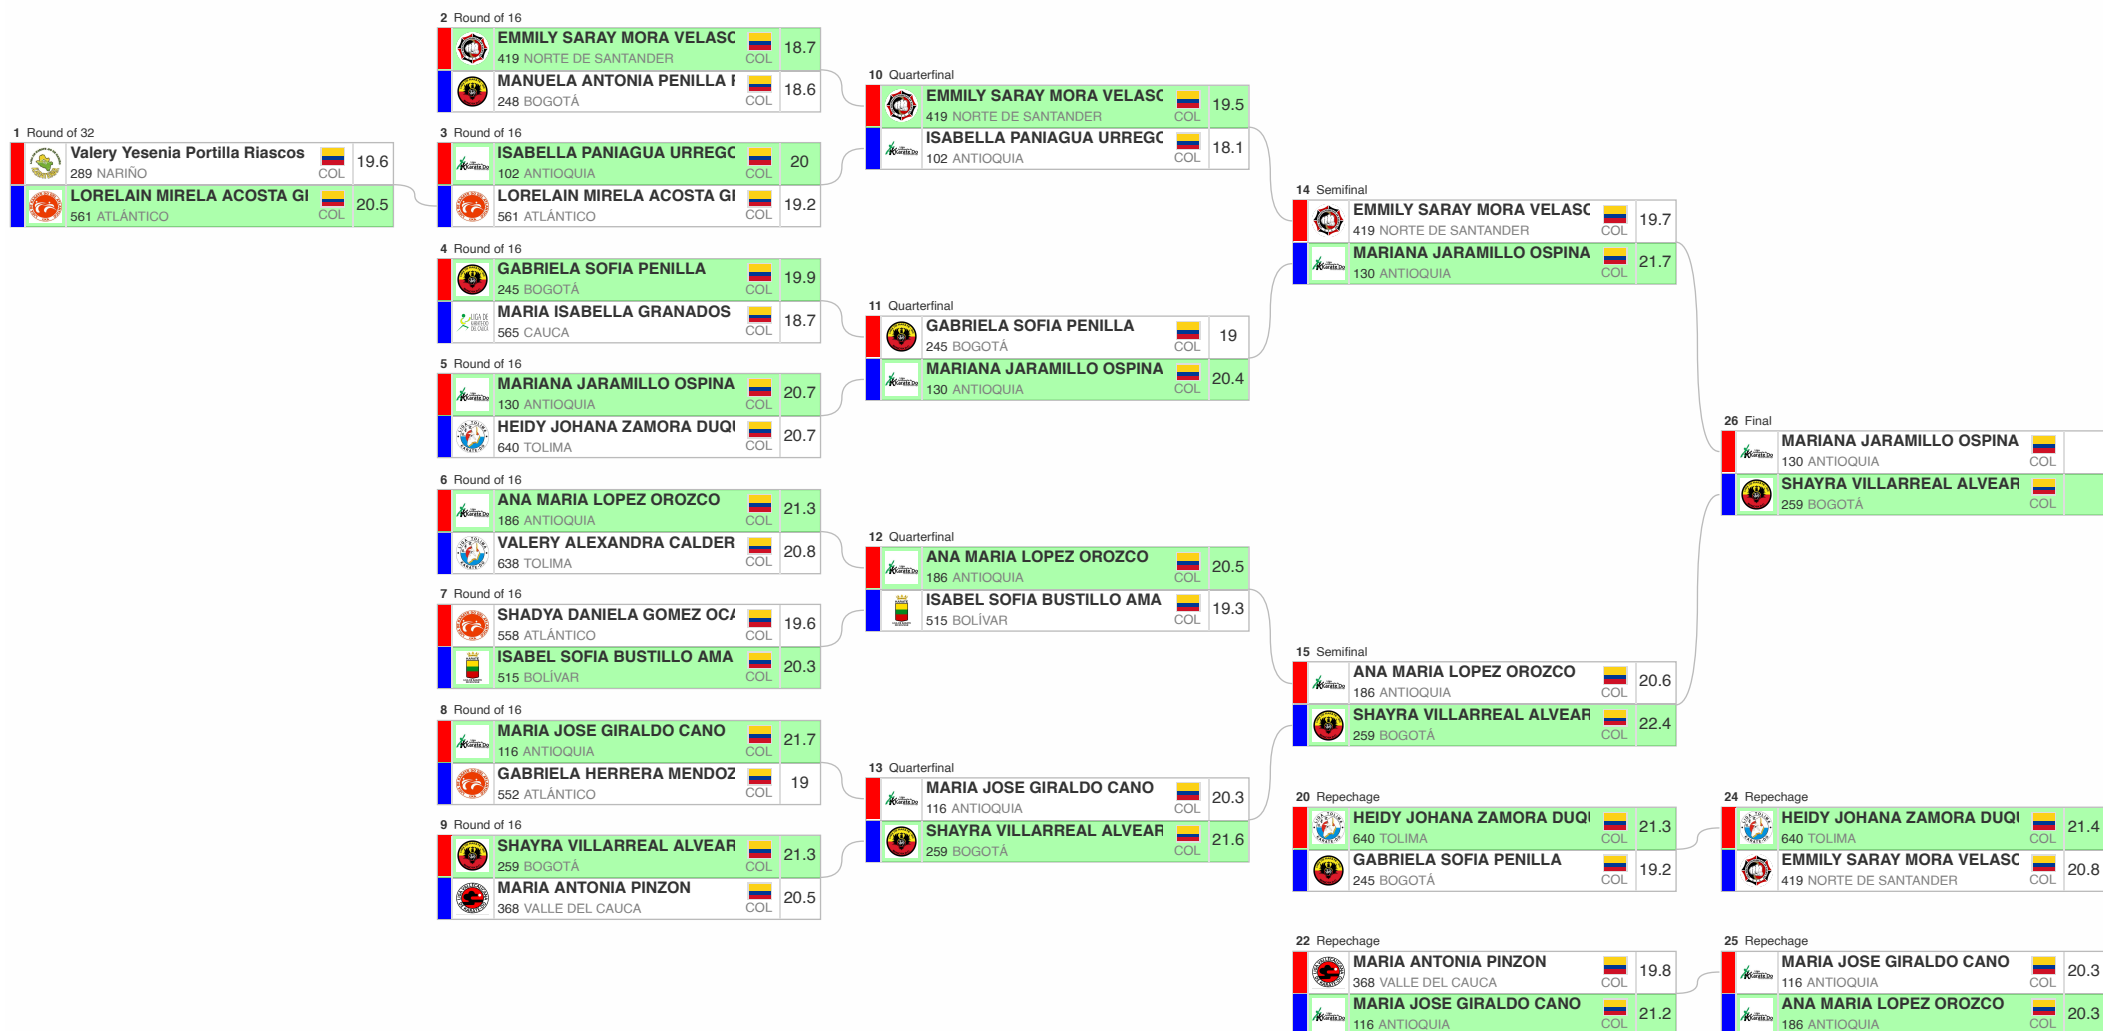 1 Round of 32
Valery Yesenia Portilla Riascos COL 19.6
289 NARIÑO
LORELAIN MIRELA ACOSTA GI COL 20.5
561 ATLÁNTICO
2 Round of 16
EMMILY SARAY MORA VELASC COL 18.7
419 NORTE DE SANTANDER
MANUELA ANTONIA PENILLA COL 18.6
248 BOGOTÁ
3 Round of 16
ISABELLA PANIAGUA URREGO COL 20
102 ANTIOQUIA
LORELAIN MIRELA ACOSTA GI COL 19.2
561 ATLÁNTICO
4 Round of 16
GABRIELA SOFIA PENILLA COL 19.9
245 BOGOTÁ
MARIA ISABELLA GRANADOS COL 18.7
565 CAUCA
5 Round of 16
MARIANA JARAMILLO OSPINA COL 20.7
130 ANTIOQUIA
HEIDY JOHANA ZAMORA DUQU COL 20.7
640 TOLIMA
6 Round of 16
ANA MARIA LOPEZ OROZCO COL 21.3
186 ANTIOQUIA
VALERY ALEXANDRA CALDER COL 20.8
638 TOLIMA
7 Round of 16
SHADYA DANIELA GOMEZ OCA COL 19.6
558 ATLÁNTICO
ISABEL SOFIA BUSTILLO AMA COL 20.3
515 BOLÍVAR
8 Round of 16
MARIA JOSE GIRALDO CANO COL 21.7
116 ANTIOQUIA
GABRIELA HERRERA MENDOZ COL 19
552 ATLÁNTICO
9 Round of 16
SHAYRA VILLARREAL ALVEAR COL 21.3
259 BOGOTÁ
MARIA ANTONIA PINZON COL 20.5
368 VALLE DEL CAUCA
10 Quarterfinal
EMMILY SARAY MORA VELASC COL 19.5
419 NORTE DE SANTANDER
ISABELLA PANIAGUA URREGO COL 18.1
102 ANTIOQUIA
11 Quarterfinal
GABRIELA SOFIA PENILLA COL 19
245 BOGOTÁ
MARIANA JARAMILLO OSPINA COL 20.4
130 ANTIOQUIA
12 Quarterfinal
ANA MARIA LOPEZ OROZCO COL 20.5
186 ANTIOQUIA
ISABEL SOFIA BUSTILLO AMA COL 19.3
515 BOLÍVAR
13 Quarterfinal
MARIA JOSE GIRALDO CANO COL 20.3
116 ANTIOQUIA
SHAYRA VILLARREAL ALVEAR COL 21.6
259 BOGOTÁ
14 Semifinal
EMMILY SARAY MORA VELASC COL 19.7
419 NORTE DE SANTANDER
MARIANA JARAMILLO OSPINA COL 21.7
130 ANTIOQUIA
15 Semifinal
ANA MARIA LOPEZ OROZCO COL 20.6
186 ANTIOQUIA
SHAYRA VILLARREAL ALVEAR COL 22.4
259 BOGOTÁ
20 Repechage
HEIDY JOHANA ZAMORA DUQU COL 21.3
640 TOLIMA
GABRIELA SOFIA PENILLA COL 19.2
245 BOGOTÁ
22 Repechage
MARIA ANTONIA PINZON COL 19.8
368 VALLE DEL CAUCA
MARIA JOSE GIRALDO CANO COL 21.2
116 ANTIOQUIA
26 Final
MARIANA JARAMILLO OSPINA COL
130 ANTIOQUIA
SHAYRA VILLARREAL ALVEAR COL
259 BOGOTÁ
24 Repechage
HEIDY JOHANA ZAMORA DUQU COL 21.4
640 TOLIMA
EMMILY SARAY MORA VELASC COL 20.8
419 NORTE DE SANTANDER
25 Repechage
MARIA JOSE GIRALDO CANO COL 20.3
116 ANTIOQUIA
ANA MARIA LOPEZ OROZCO COL 20.3
186 ANTIOQUIA